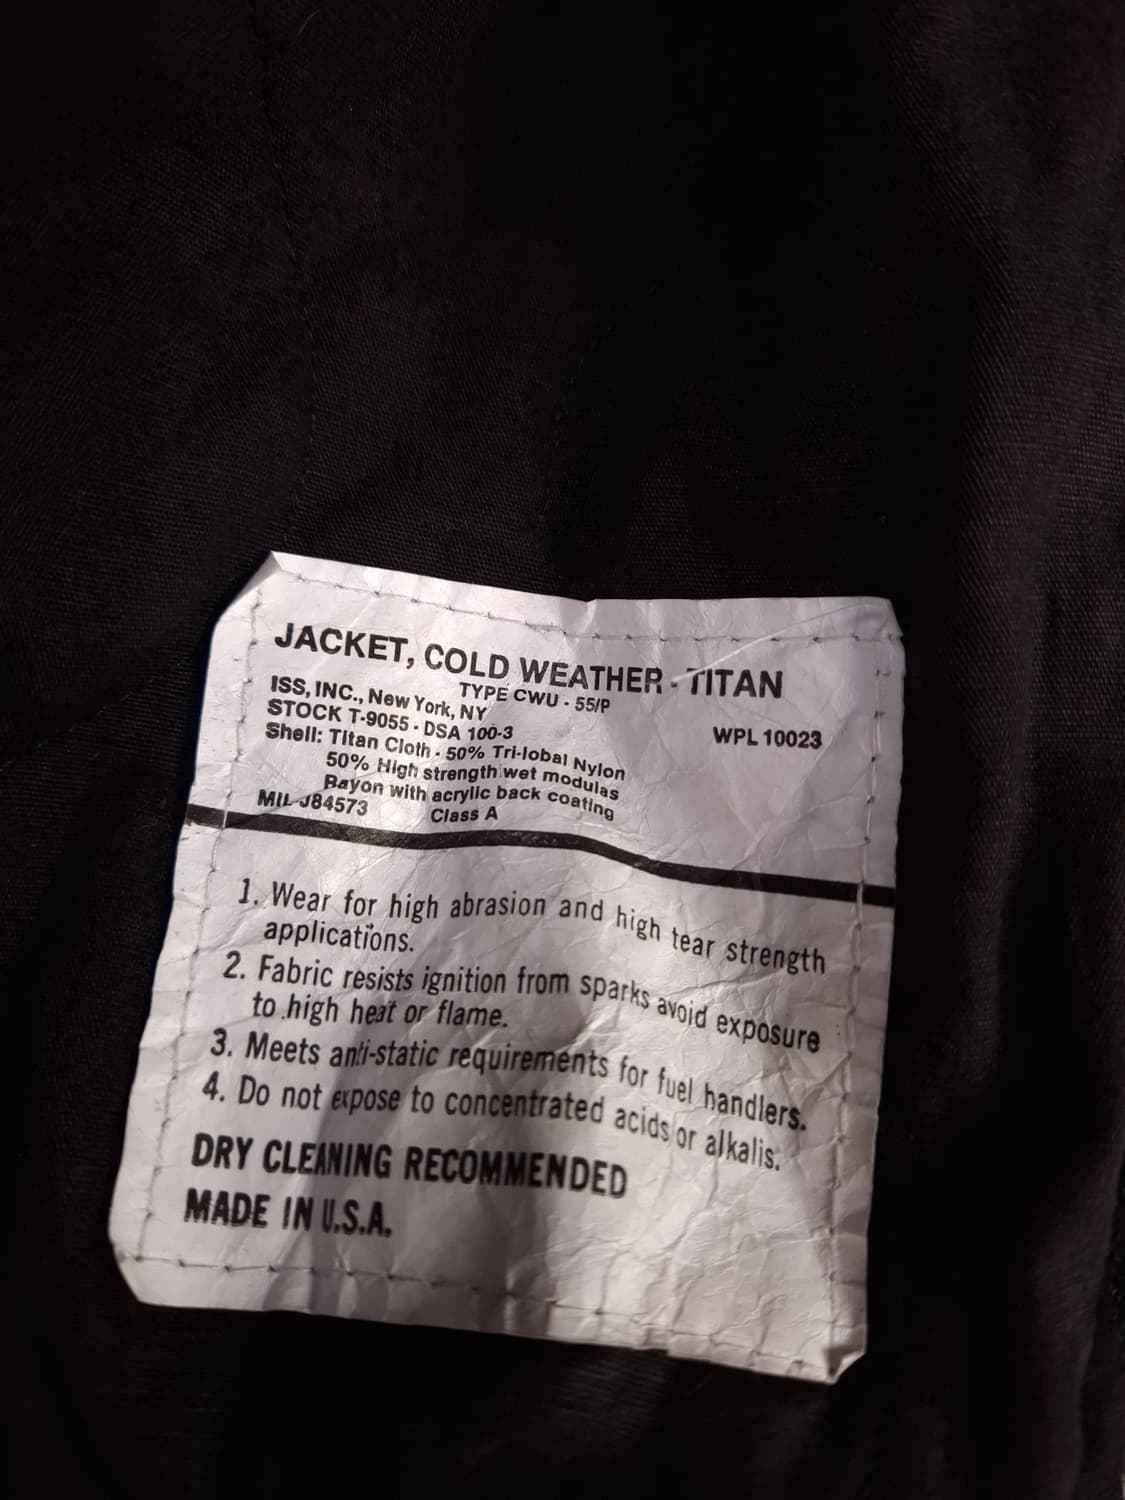 JACKET, COLD WEATHER - TITAN
TYPE CWU - 55/P
ISS, INC., New York, NY
STOCK T-9055 - DSA 100-3
WPL 10023
Shell: Titan Cloth - 50% Tri-lobal Nylon
50% High strength wet modulas
Rayon with acrylic back coating
MIL-J84573 Class A
1. Wear for high abrasion and high tear strength
applications.
2. Fabric resists ignition from sparks avoid exposure
to high heat or flame.
3. Meets anti-static requirements for fuel handlers.
4. Do not expose to concentrated acids or alkalis.
DRY CLEANING RECOMMENDED
MADE IN U.S.A.